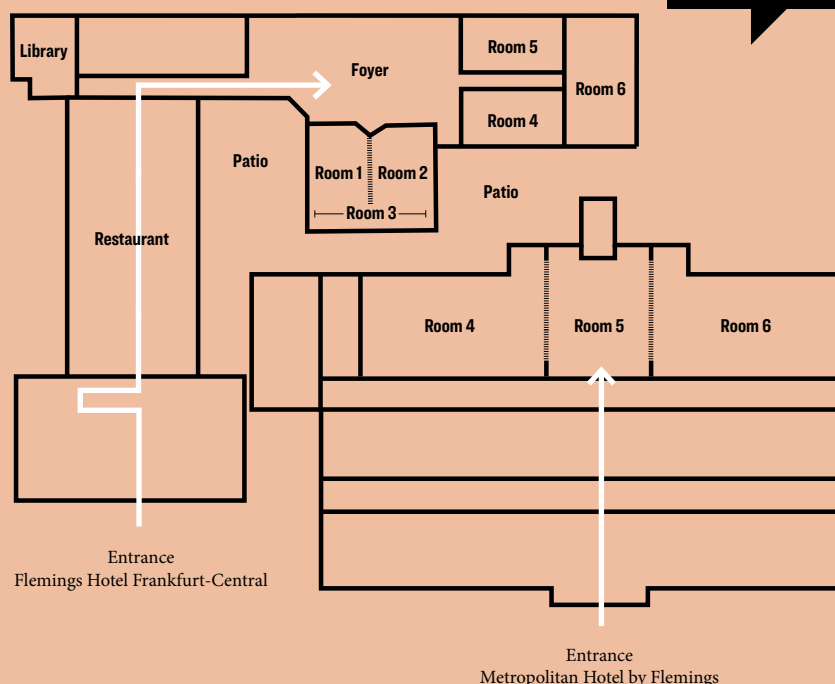 Library
Room 5
Foyer
Room 6
Room 4
Patio
Room 1
Room 2
Patio
Room 3
Restaurant
Room 4
Room 5
Room 6
Entrance
Flemings Hotel Frankfurt-Central
Entrance
Metropolitan Hotel by Flemings